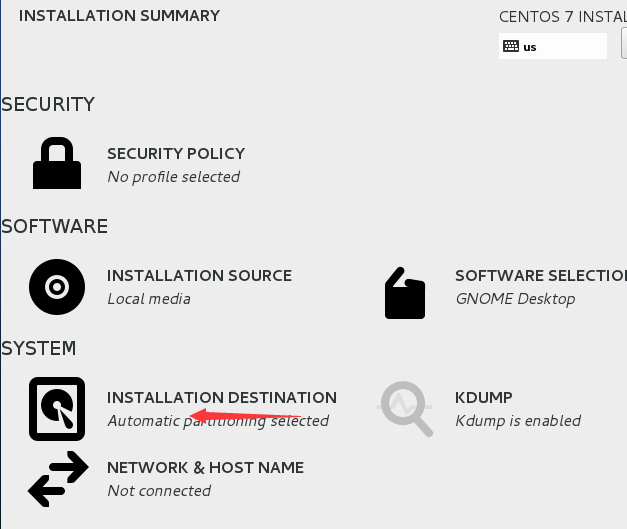 INSTALLATION SUMMARY
CENTOS 7 INSTAL
us
SECURITY
SECURITY POLICY
No profile selected
SOFTWARE
INSTALLATION SOURCE
Local media
SOFTWARE SELECTION
GNOME Desktop
SYSTEM
INSTALLATION DESTINATION
Automatic partitioning selected
KDUMP
Kdump is enabled
NETWORK & HOST NAME
Not connected